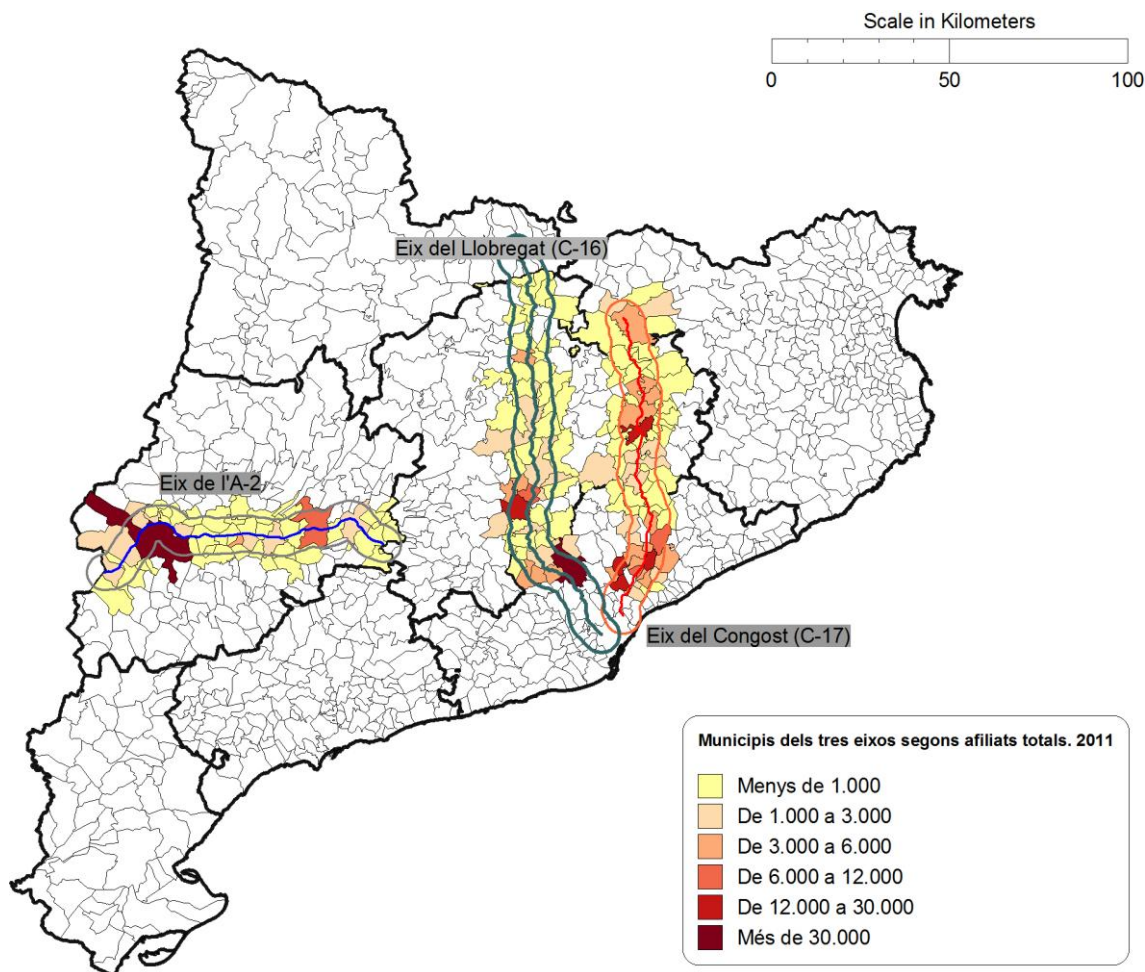 Scale in Kilometers
0 50 100
Eix del Llobregat (C-16)
Eix de l'A-2
Eix del Congost (C-17)
Municipis dels tres eixos segons afiliats totals. 2011
Menys de 1.000
De 1.000 a 3.000
De 3.000 a 6.000
De 6.000 a 12.000
De 12.000 a 30.000
Més de 30.000